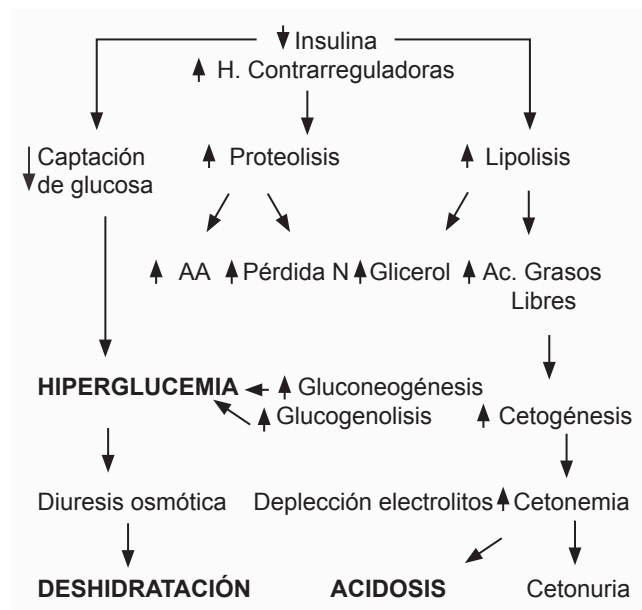 Insulina
H. Contrarreguladoras
Captación
de glucosa
Proteolisis
Lipolisis
AA
Pérdida N
Glicerol
Ac. Grasos
Libres
HIPERGLUCEMIA
Gluconeogénesis
Glucogenolisis
Cetogénesis
Diuresis osmótica
Deplección electrolitos
Cetonemia
DESHIDRATACIÓN
ACIDOSIS
Cetonuria